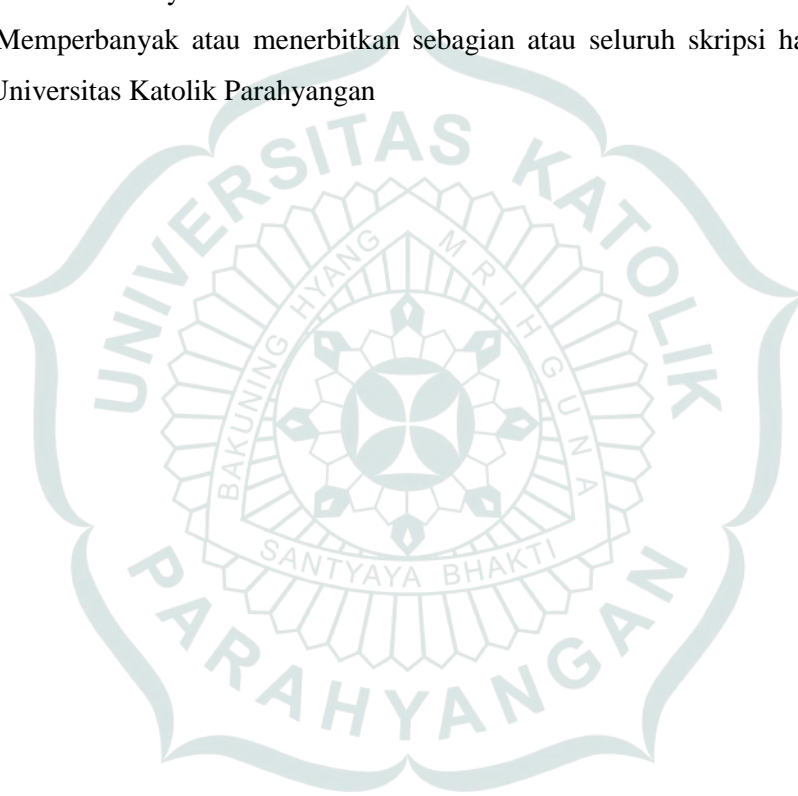 Memperbanyak atau menerbitkan sebagian atau seluruh skripsi
Universitas Katolik Parahyangan
UNIVERSITAS KATOLIK
BAKUNING HYANG MRIH GUNA
SANTYAYA BHAKTI
PARAHYANGAN